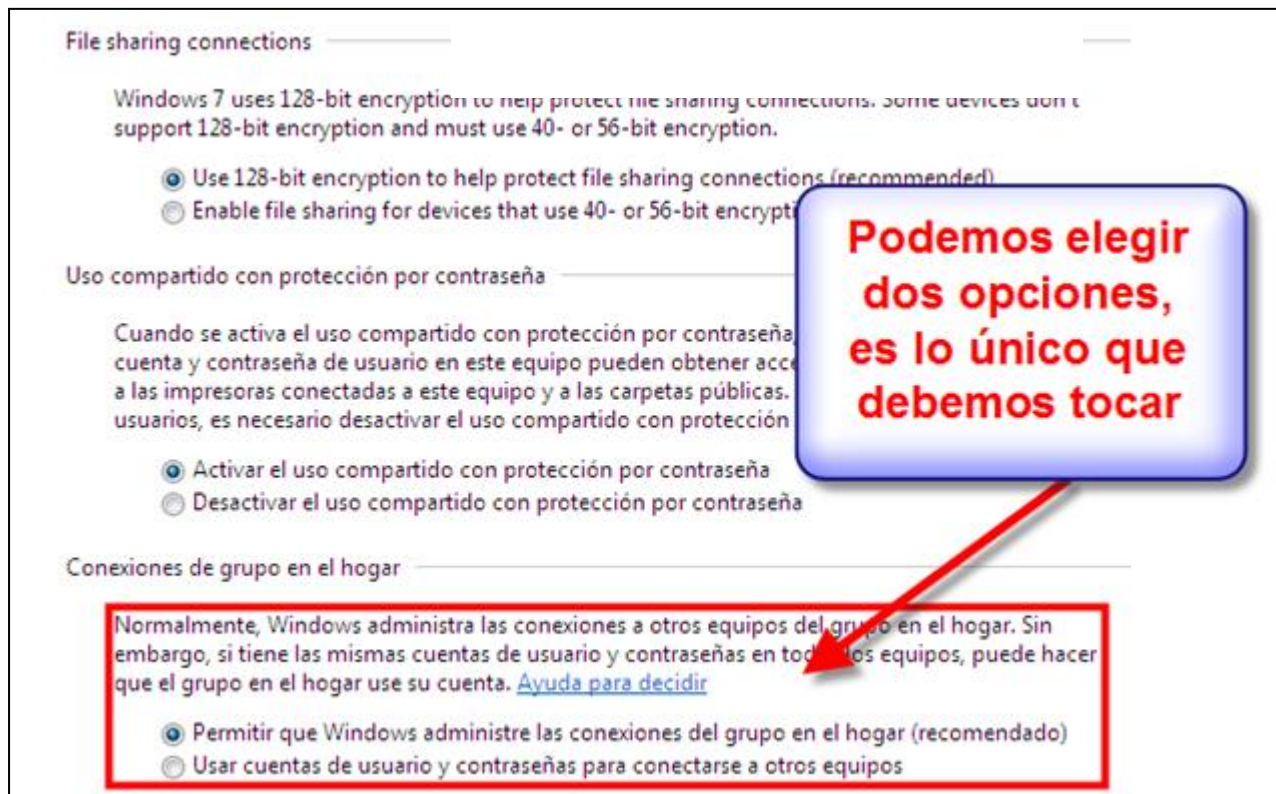 File sharing connections
Windows 7 uses 128-bit encryption to help protect file sharing connections. Some devices don't
support 128-bit encryption and must use 40- or 56-bit encryption.
Use 128-bit encryption to help protect file sharing connections (recommended)
Enable file sharing for devices that use 40- or 56-bit
Uso compartido con protección por contraseña
Cuando se activa el uso compartido con protección por contraseña,
cuenta y contraseña de usuario en este equipo pueden obtener
a las impresoras conectadas a este equipo y a las carpetas públicas.
usuarios, es necesario desactivar el uso compartido con protección
Activar el uso compartido con protección por contraseña
Desactivar el uso compartido con protección por contraseña
Podemos elegir
dos opciones,
es lo único que
debemos tocar
Conexiones de grupo en el hogar
Normalmente, Windows administra las conexiones a otros equipos del grupo en el hogar. Sin
embargo, si tiene las mismas cuentas de usuario y contraseñas en todos los equipos, puede hacer
que el grupo en el hogar use su cuenta. Ayuda para decidir
Permitir que Windows administre las conexiones del grupo en el hogar (recomendado)
Usar cuentas de usuario y contraseñas para conectarse a otros equipos